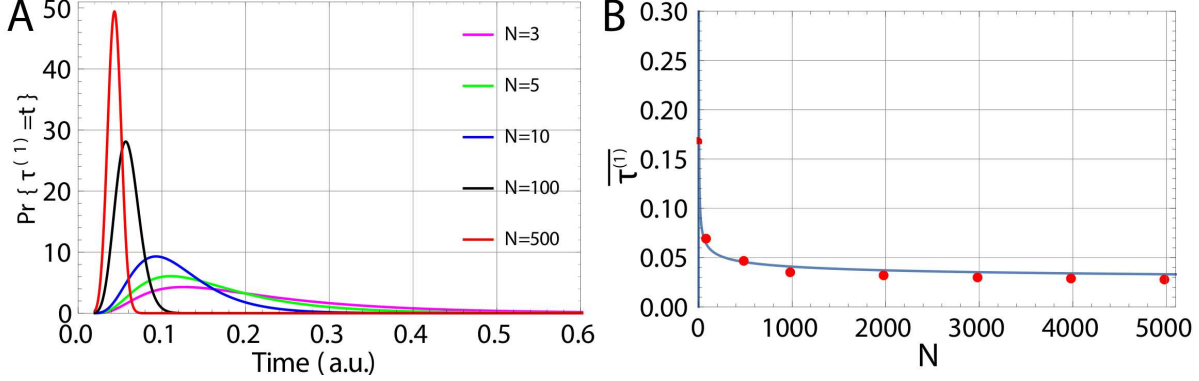 A
Pr { τ⁽¹⁾ =t }
50
40
30
20
10
0
0.0 0.1 0.2 0.3 0.4 0.5 0.6
Time ( a.u.)
N=3
N=5
N=10
N=100
N=500
B
τ⁽¹⁾
0.30
0.25
0.20
0.15
0.10
0.05
0.00
0 1000 2000 3000 4000 5000
N